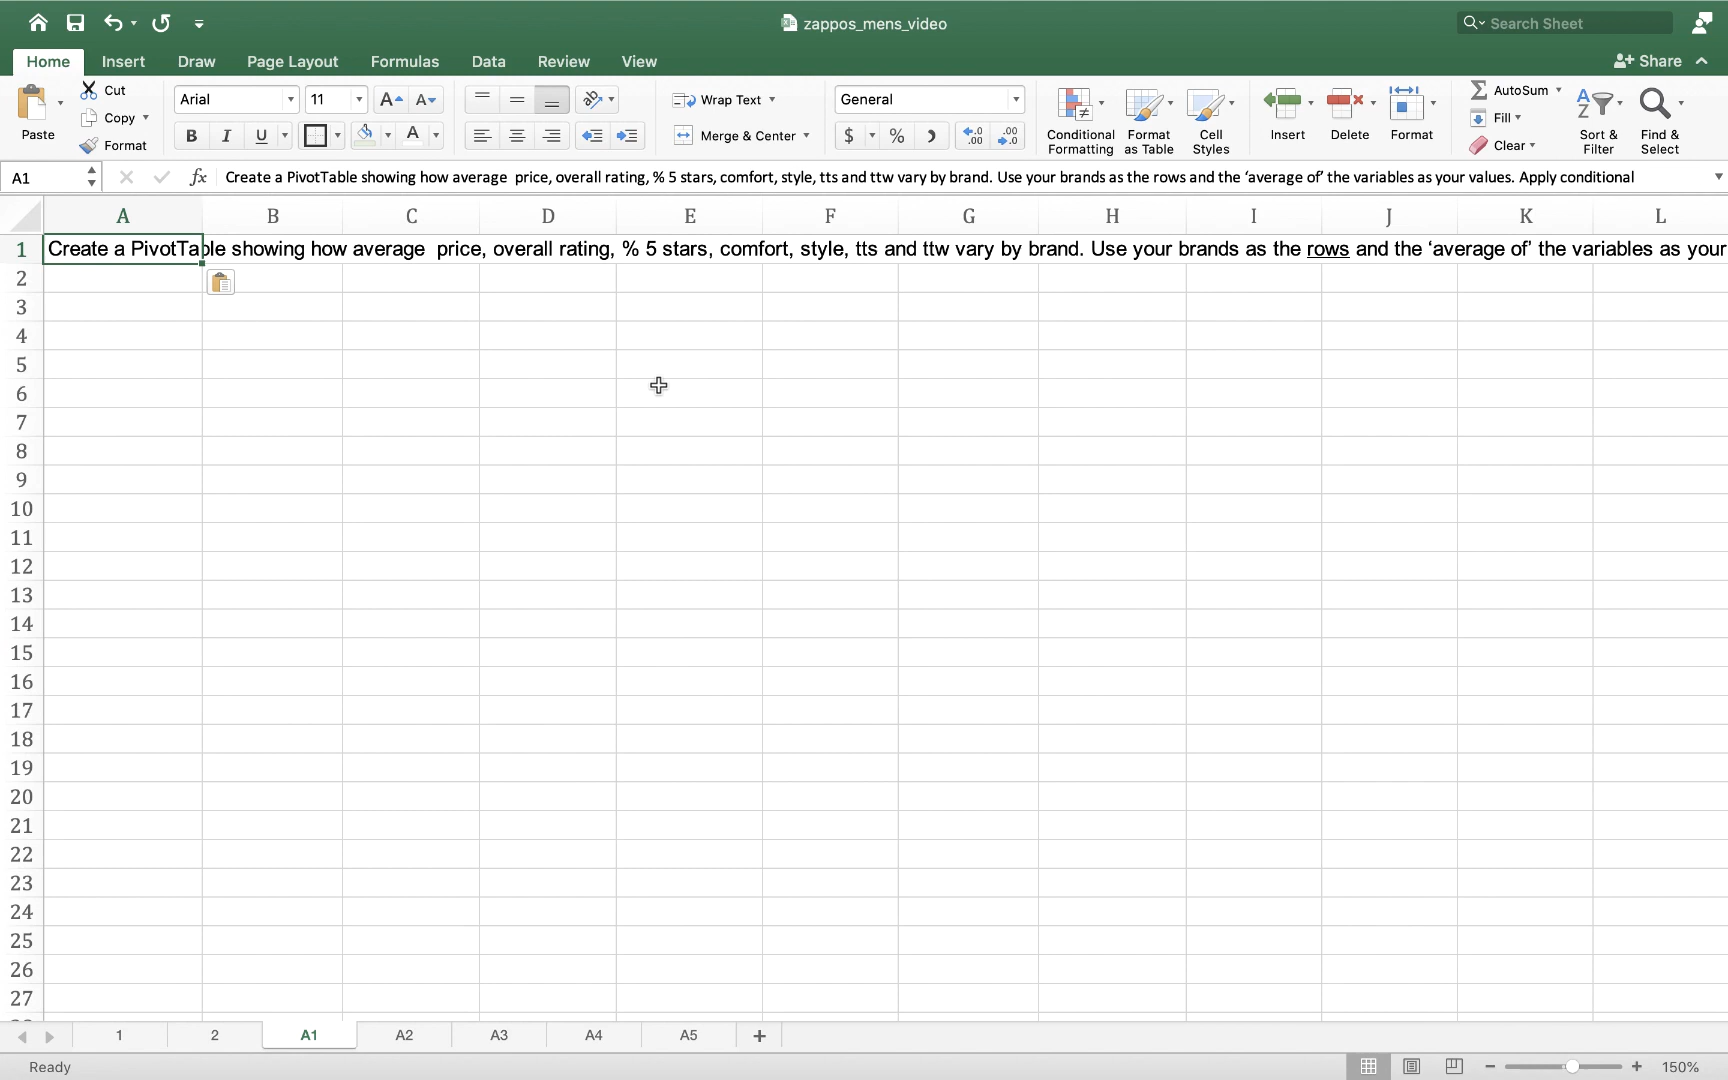 zappos_mens_video
Search Sheet
Home Insert Draw Page Layout Formulas Data Review View Share
Paste
Cut
Copy
Format
Arial 11 A A
B I U A
Wrap Text
Merge & Center
General
$ % ) .0 .00 .00 .0
Conditional Formatting
Format as Table
Cell Styles
Insert
Delete
Format
AutoSum
Fill
Clear
Sort & Filter
Find & Select
A1 fx Create a PivotTable showing how average  price, overall rating, % 5 stars, comfort, style, tts and ttw vary by brand. Use your brands as the rows and the ‘average of’ the variables as your values. Apply conditional
A B C D E F G H I J K L
1 Create a PivotTable showing how average  price, overall rating, % 5 stars, comfort, style, tts and ttw vary by brand. Use your brands as the rows and the ‘average of’ the variables as your
2
3
4
5
6
7
8
9
10
11
12
13
14
15
16
17
18
19
20
21
22
23
24
25
26
27
1 2 A1 A2 A3 A4 A5 +
Ready 150%